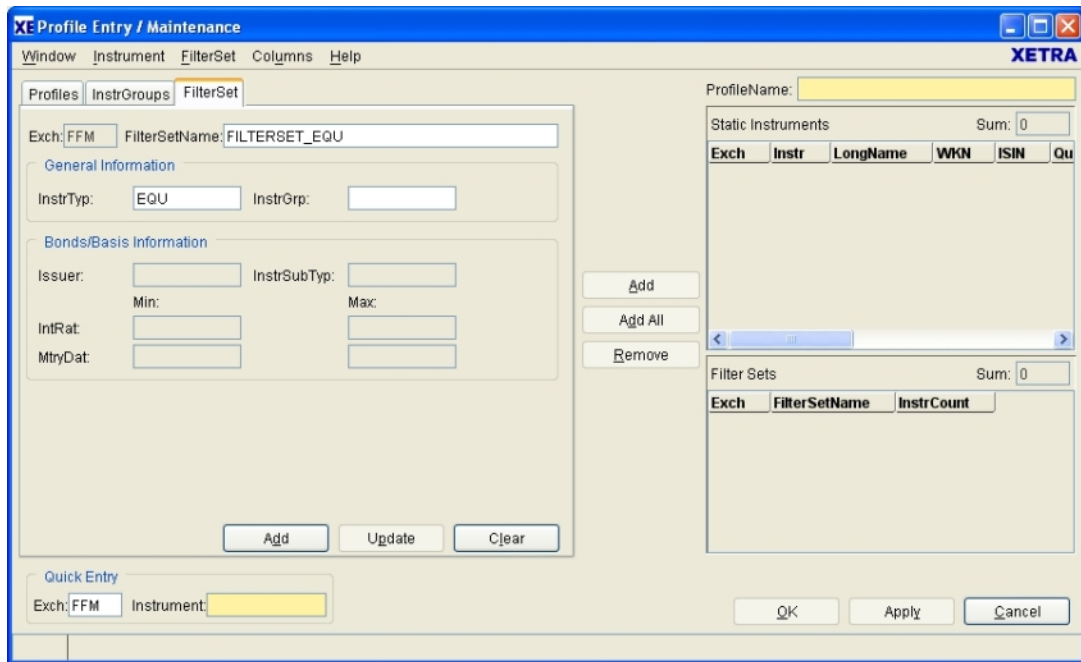 XE Profile Entry / Maintenance
Window Instrument FilterSet Columns Help
XETRA
Profiles InstrGroups FilterSet
Exch: FFM FilterSetName: FILTERSET_EQU
General Information
InstrTyp: EQU InstrGrp:
Bonds/Basis Information
Issuer: InstrSubTyp:
Min: Max:
IntRat:
MtryDat:
Add Update Clear
Quick Entry
Exch: FFM Instrument:
Add
Add All
Remove
ProfileName:
Static Instruments Sum: 0
Exch Instr LongName WKN ISIN Qu
Filter Sets Sum: 0
Exch FilterSetName InstrCount
OK Apply Cancel